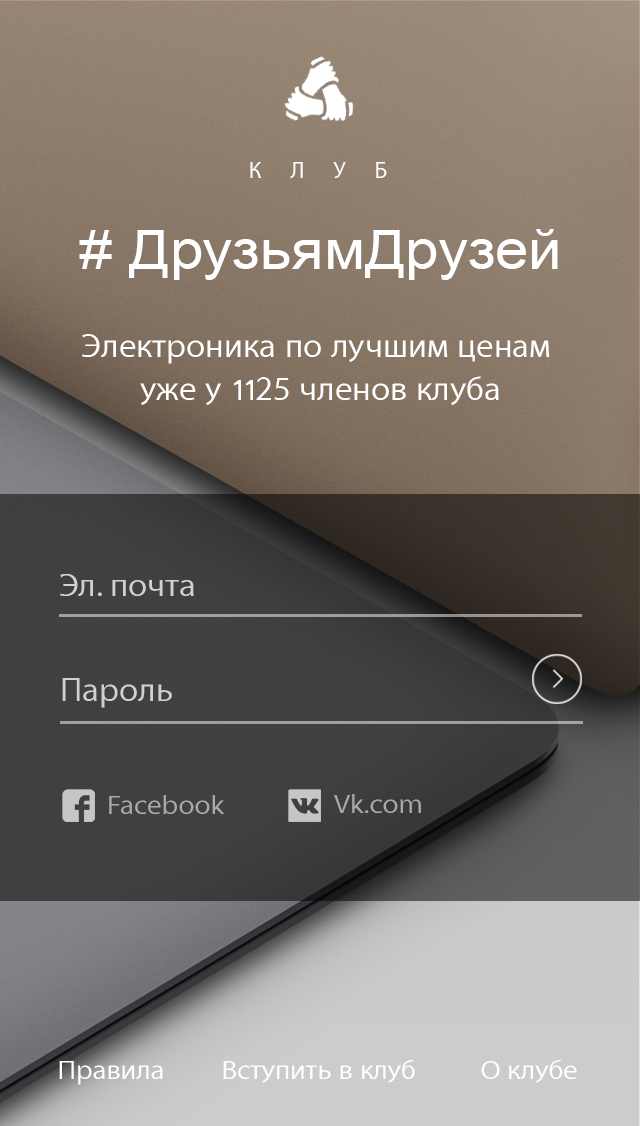 КЛУБ
# ДрузьямДрузей
Электроника по лучшим ценам
уже у 1125 членов клуба
Эл. почта
Пароль
Facebook Vk.com
Правила Вступить в клуб О клубе